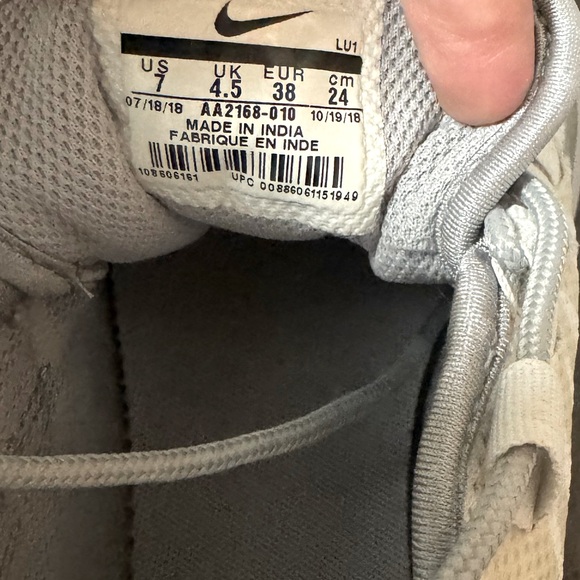 LU1
US UK EUR cm
7 4.5 38 24
07/18/18 AA2168-010 10/19/18
MADE IN INDIA
FABRIQUE EN INDE
108606161 UPC 00886061151949